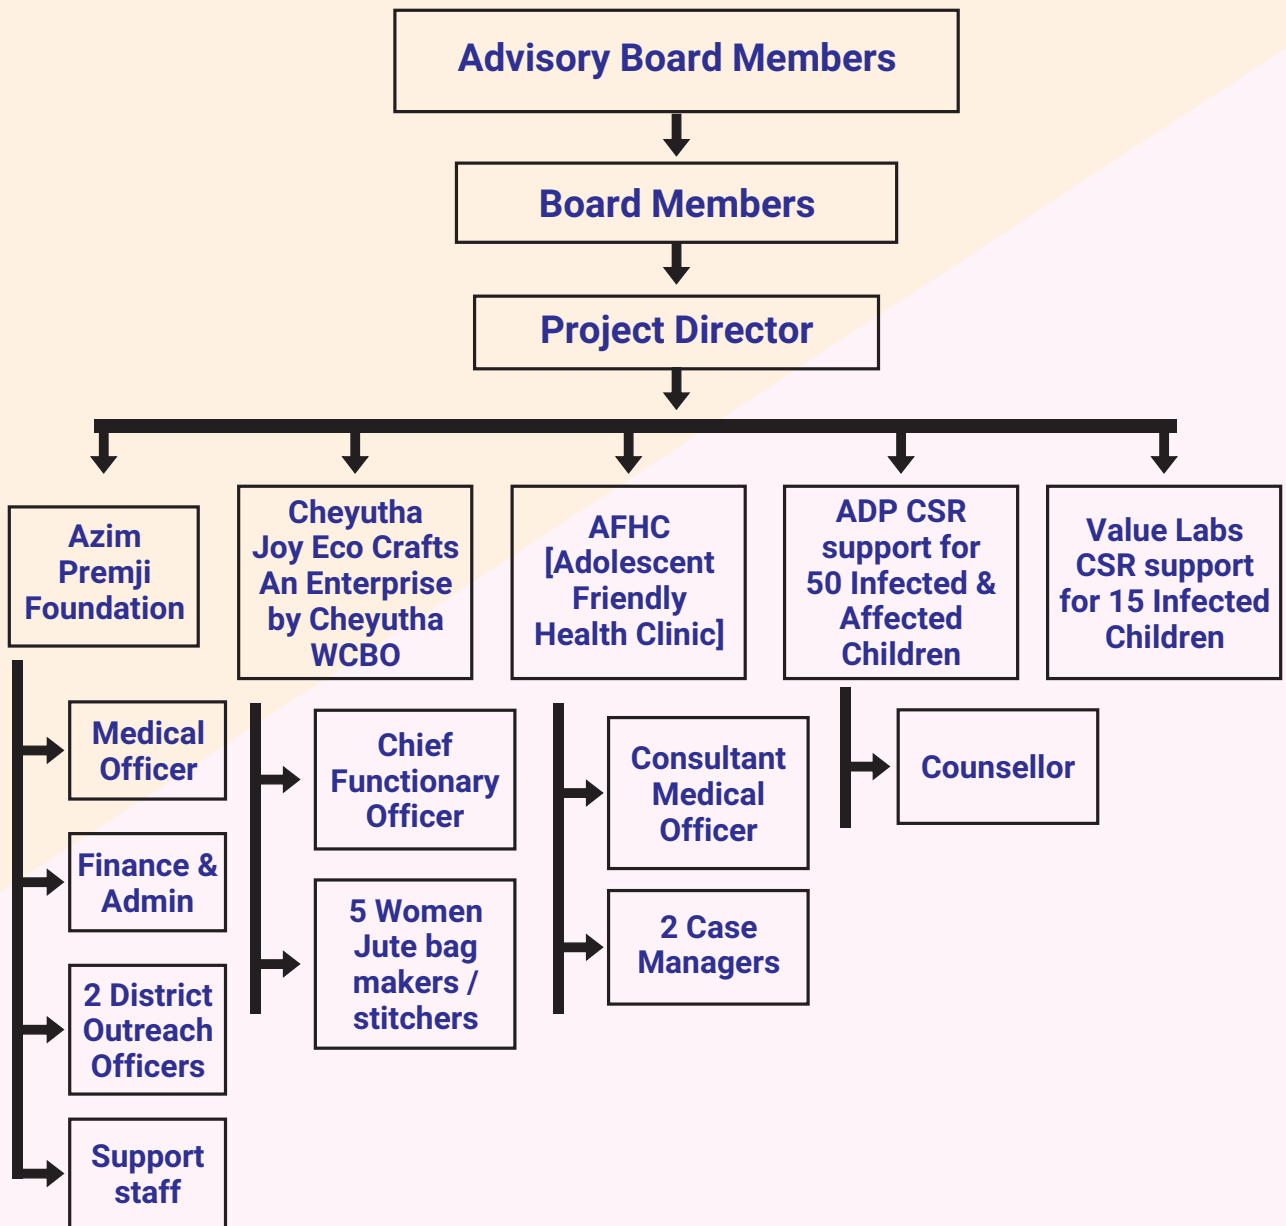 Advisory Board Members
Board Members
Project Director
Azim
Premji
Foundation
Medical
Officer
Finance &
Admin
2 District
Outreach
Officers
Support
staff
Cheyutha
Joy Eco Crafts
An Enterprise
by Cheyutha
WCBO
Chief
Functionary
Officer
5 Women
Jute bag
makers /
stitchers
AFHC
[Adolescent
Friendly
Health Clinic]
Consultant
Medical
Officer
2 Case
Managers
ADP CSR
support for
50 Infected &
Affected
Children
Counsellor
Value Labs
CSR support
for 15 Infected
Children